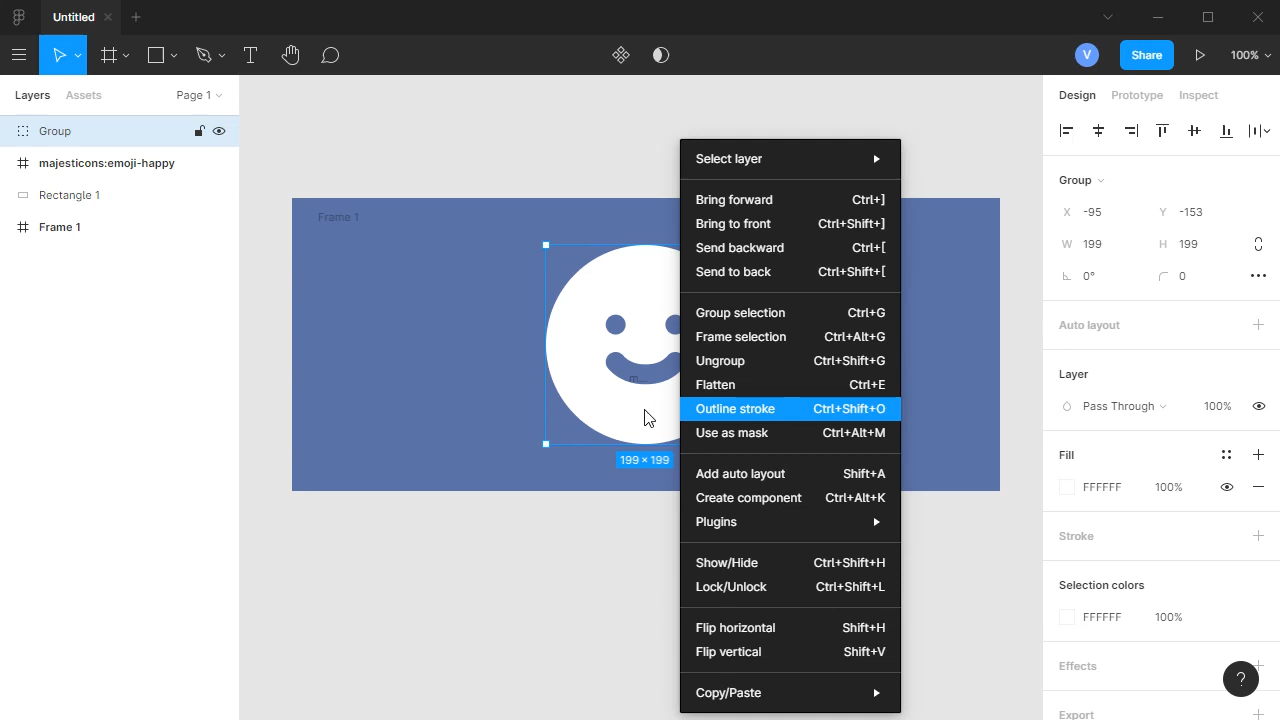 Untitled
V
Share
100%
Layers
Assets
Page 1
Group
majesticons:emoji-happy
Rectangle 1
Frame 1
Frame 1
199 × 199
Select layer
Bring forward Ctrl+]
Bring to front Ctrl+Shift+]
Send backward Ctrl+[
Send to back Ctrl+Shift+[
Group selection Ctrl+G
Frame selection Ctrl+Alt+G
Ungroup Ctrl+Shift+G
Flatten Ctrl+E
Outline stroke Ctrl+Shift+O
Use as mask Ctrl+Alt+M
Add auto layout Shift+A
Create component Ctrl+Alt+K
Plugins
Show/Hide Ctrl+Shift+H
Lock/Unlock Ctrl+Shift+L
Flip horizontal Shift+H
Flip vertical Shift+V
Copy/Paste
Design Prototype Inspect
Group
X -95 Y -153
W 199 H 199
0° 0
Auto layout
Layer
Pass Through 100%
Fill
FFFFFF 100%
Stroke
Selection colors
FFFFFF 100%
Effects
?
Export